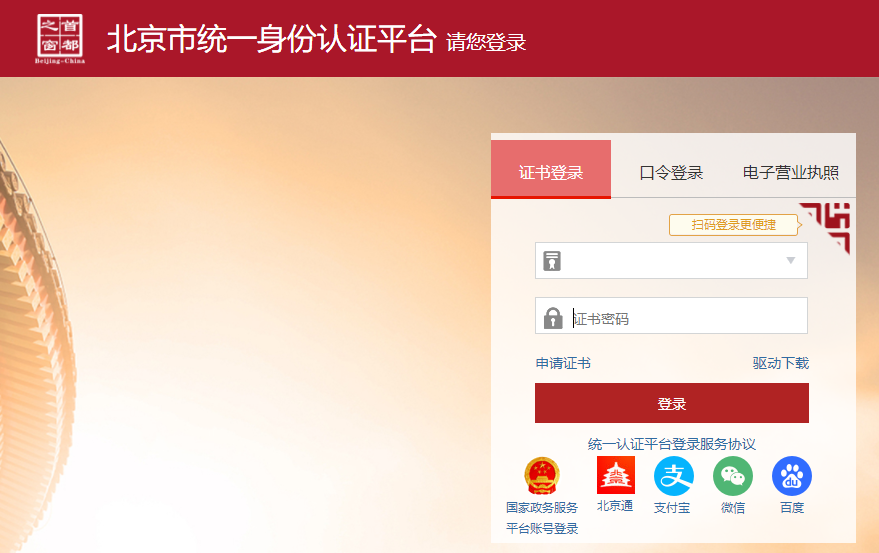 首都之窗
Beijing-China
北京市统一身份认证平台 请您登录
证书登录 口令登录 电子营业执照
扫码登录更便捷
证书密码
申请证书 驱动下载
登录
统一认证平台登录服务协议
国家政务服务平台账号登录
北京通
支付宝
微信
du
百度